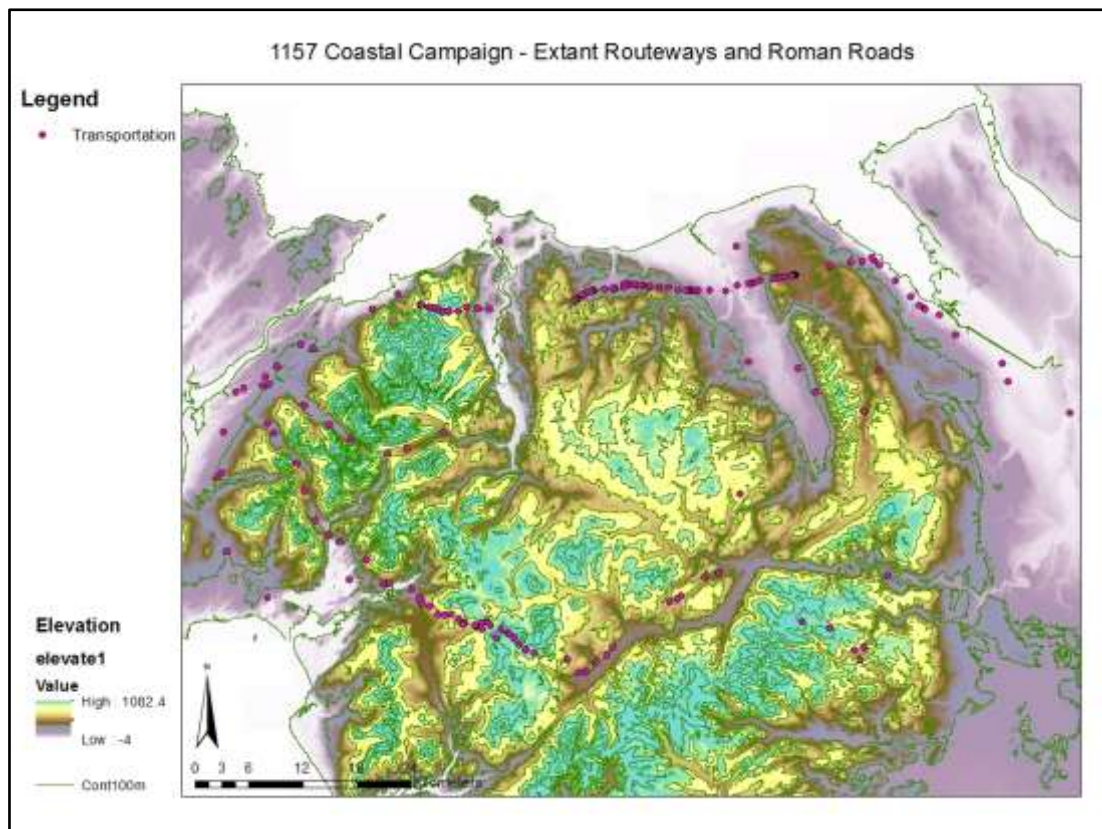 1157 Coastal Campaign - Extant Routeways and Roman Roads
Legend
Transportation
Elevation
elevate1
Value
High : 1082.4
Low : -4
Cont100m
0 3 6 12 18